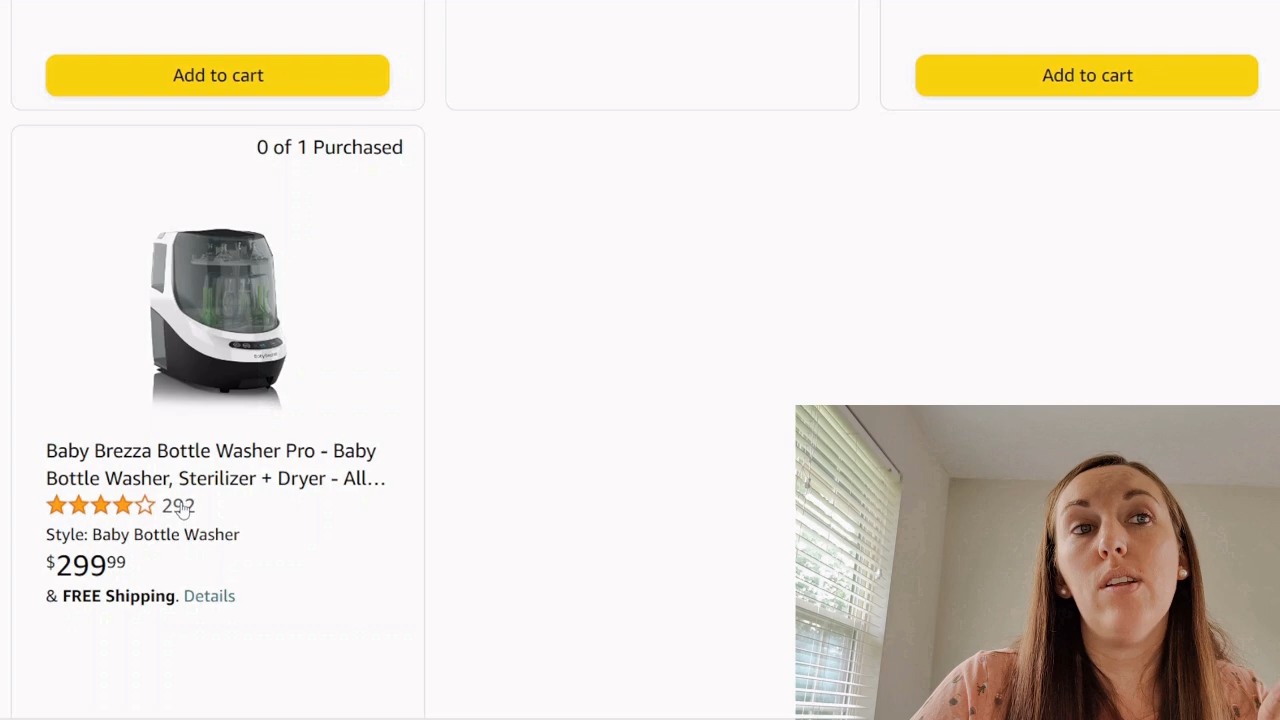 Add to cart
Add to cart
0 of 1 Purchased
Baby Brezza Bottle Washer Pro - Baby
Bottle Washer, Sterilizer + Dryer - All...
292
Style: Baby Bottle Washer
$299.99
& FREE Shipping. Details